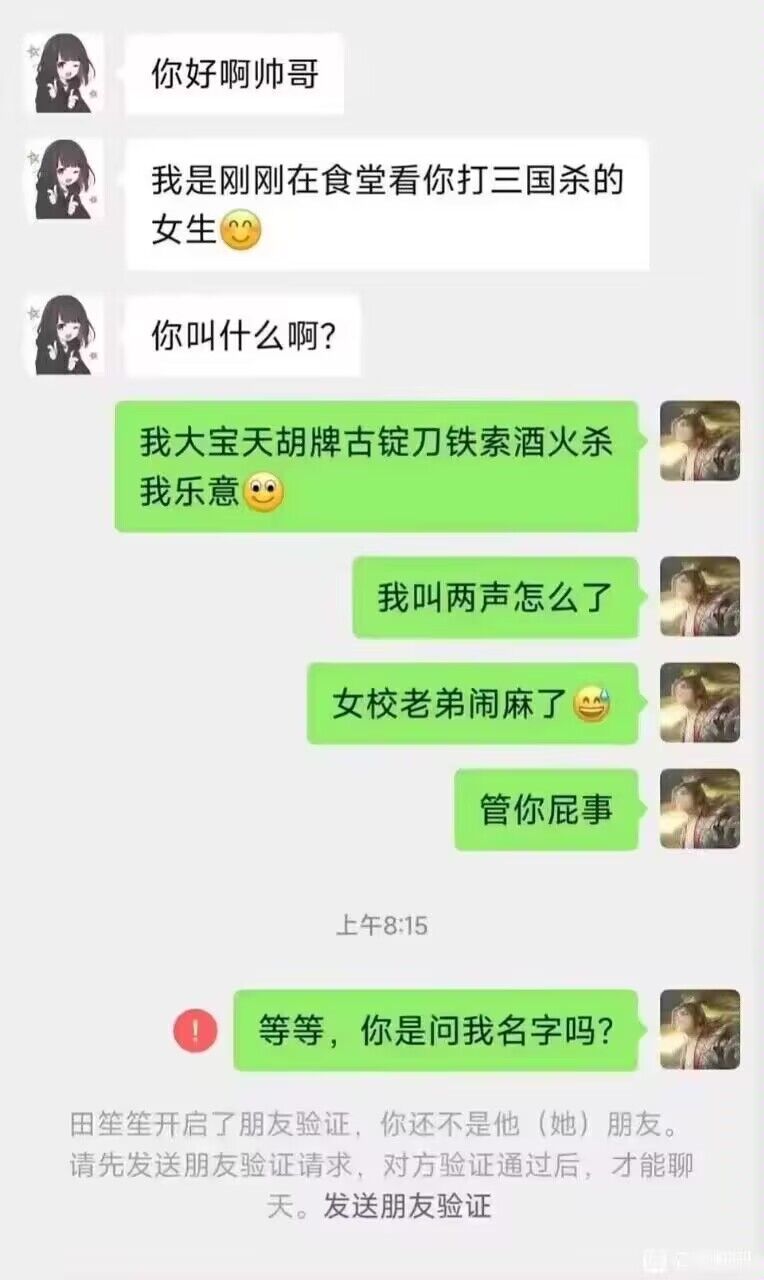 你好啊帅哥
我是刚刚在食堂看你打三国杀的
女生😊
你叫什么啊?
我大宝天胡牌古锭刀铁索酒火杀
我乐意🙂
我叫两声怎么了
女校老弟闹麻了😅
管你屁事
上午8:15
等等，你是问我名字吗?
田笙笙开启了朋友验证，你还不是他（她）朋友。
请先发送朋友验证请求，对方验证通过后，才能聊
天。发送朋友验证